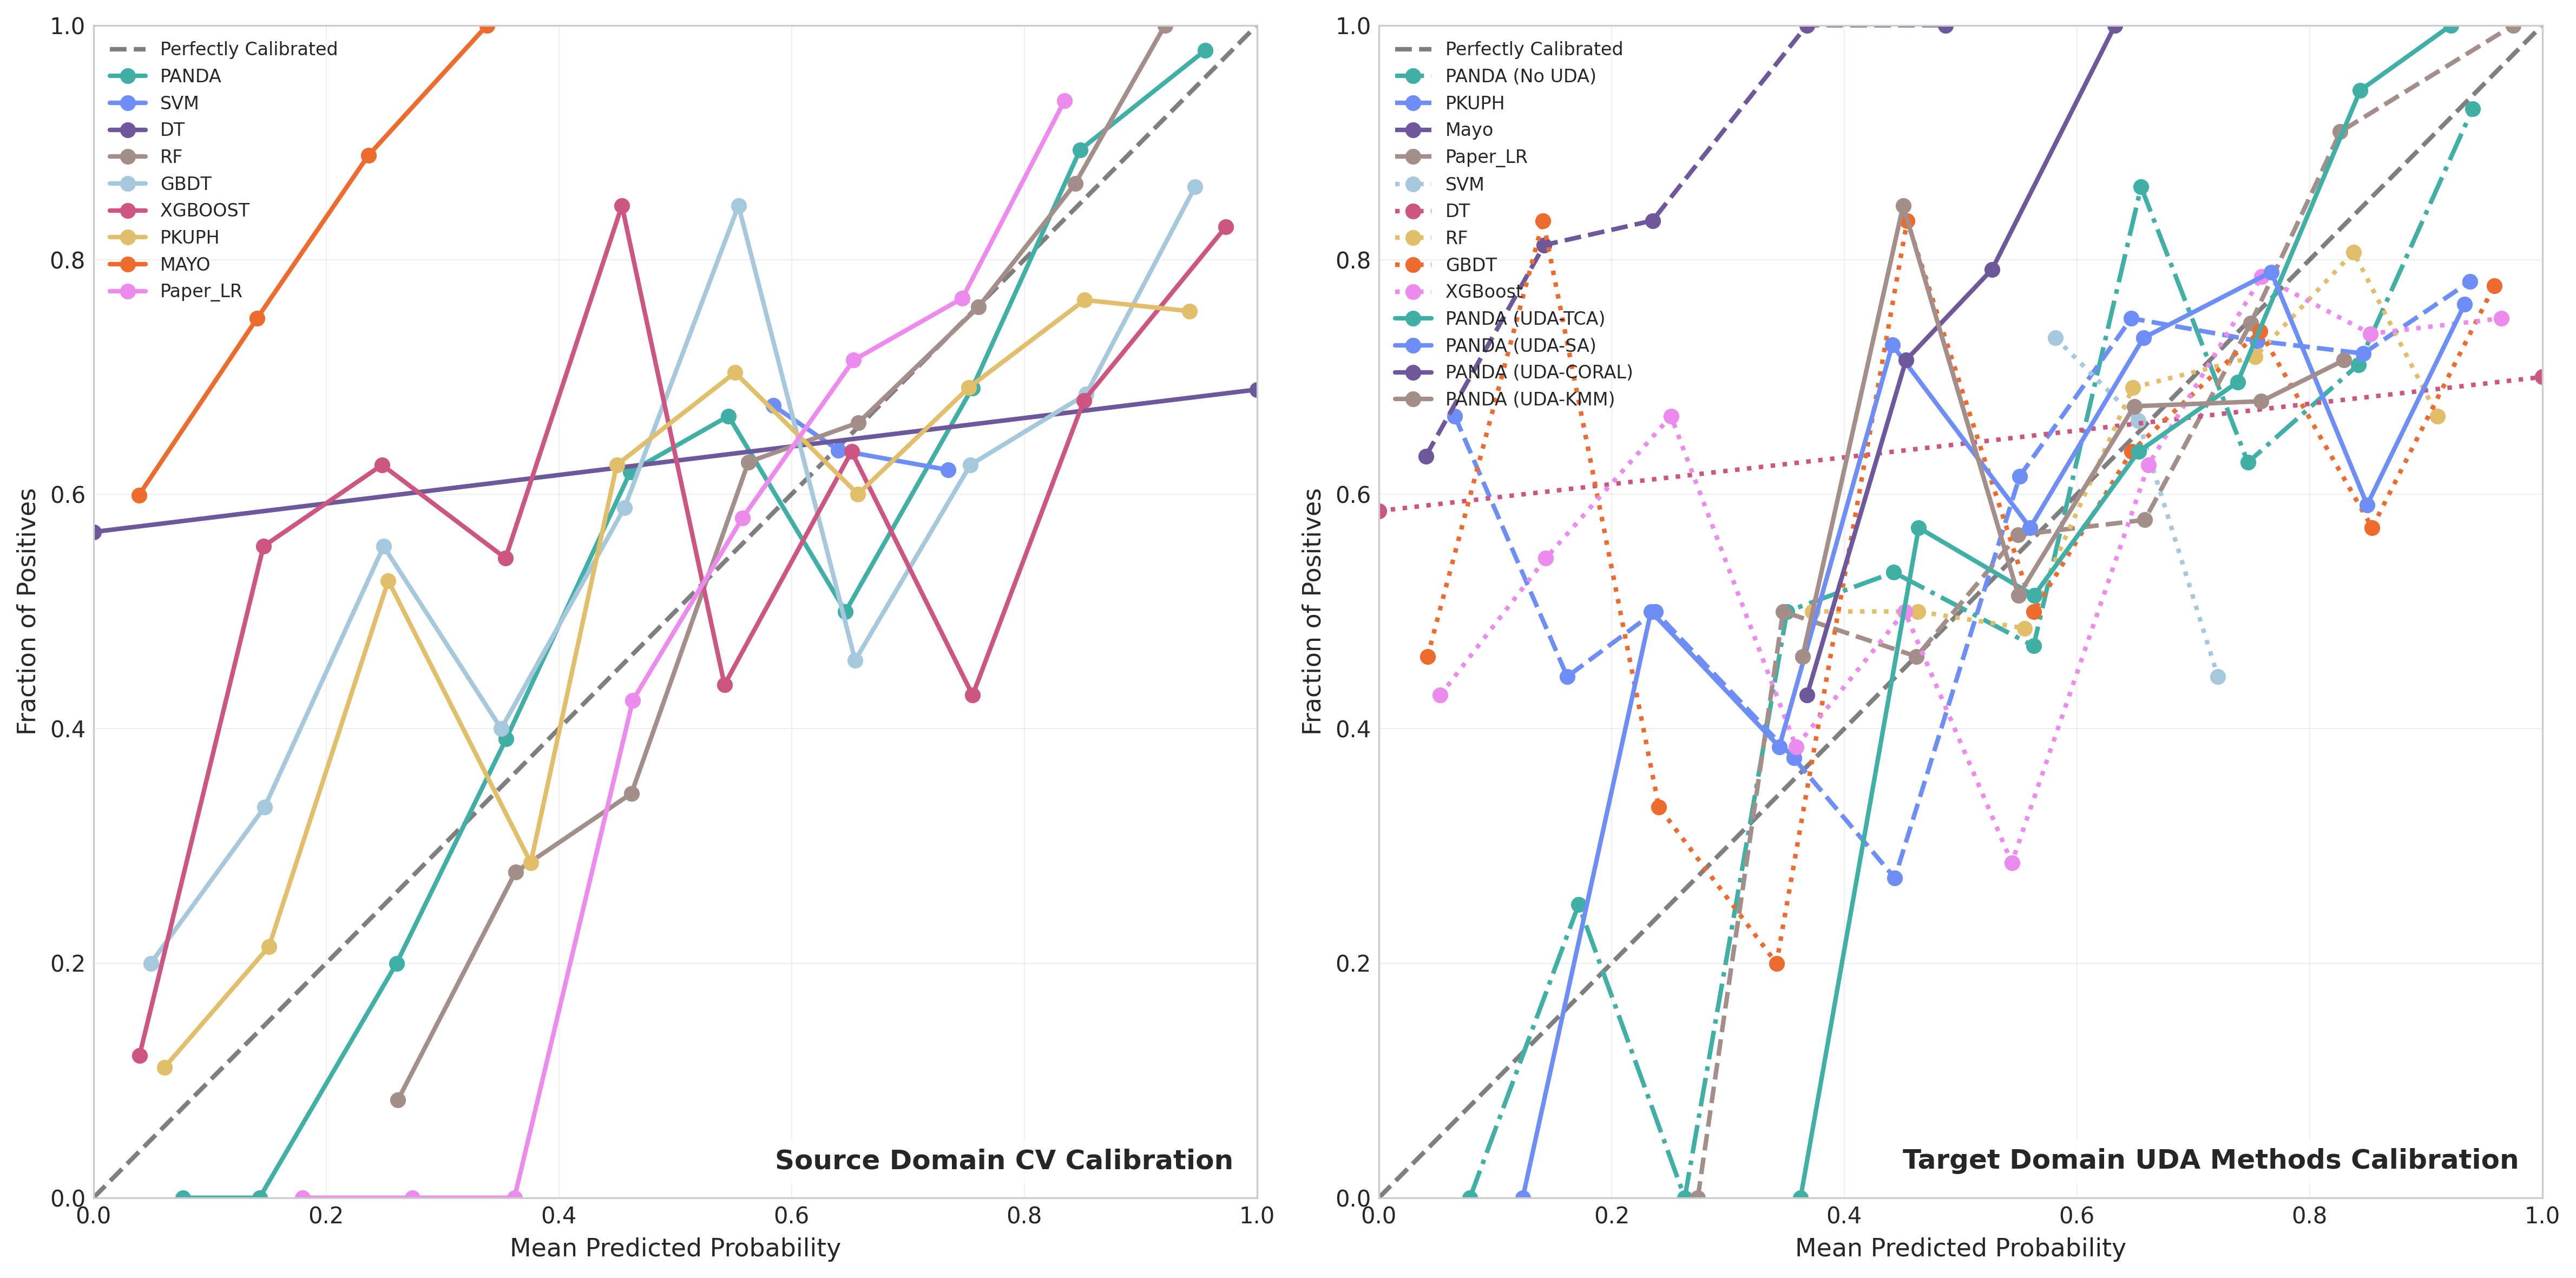 1.0
0.8
0.6
0.4
0.2
0.0
Fraction of Positives
Perfectly Calibrated
PANDA
SVM
DT
RF
GBDT
XGBOOST
PKUPH
MAYO
Paper_LR
Source Domain CV Calibration
0.0 0.2 0.4 0.6 0.8 1.0
Mean Predicted Probability
1.0
0.8
0.6
0.4
0.2
0.0
Fraction of Positives
Perfectly Calibrated
PANDA (No UDA)
PKUPH
Mayo
Paper_LR
SVM
DT
RF
GBDT
XGBoost
PANDA (UDA-TCA)
PANDA (UDA-SA)
PANDA (UDA-CORAL)
PANDA (UDA-KMM)
Target Domain UDA Methods Calibration
0.0 0.2 0.4 0.6 0.8 1.0
Mean Predicted Probability